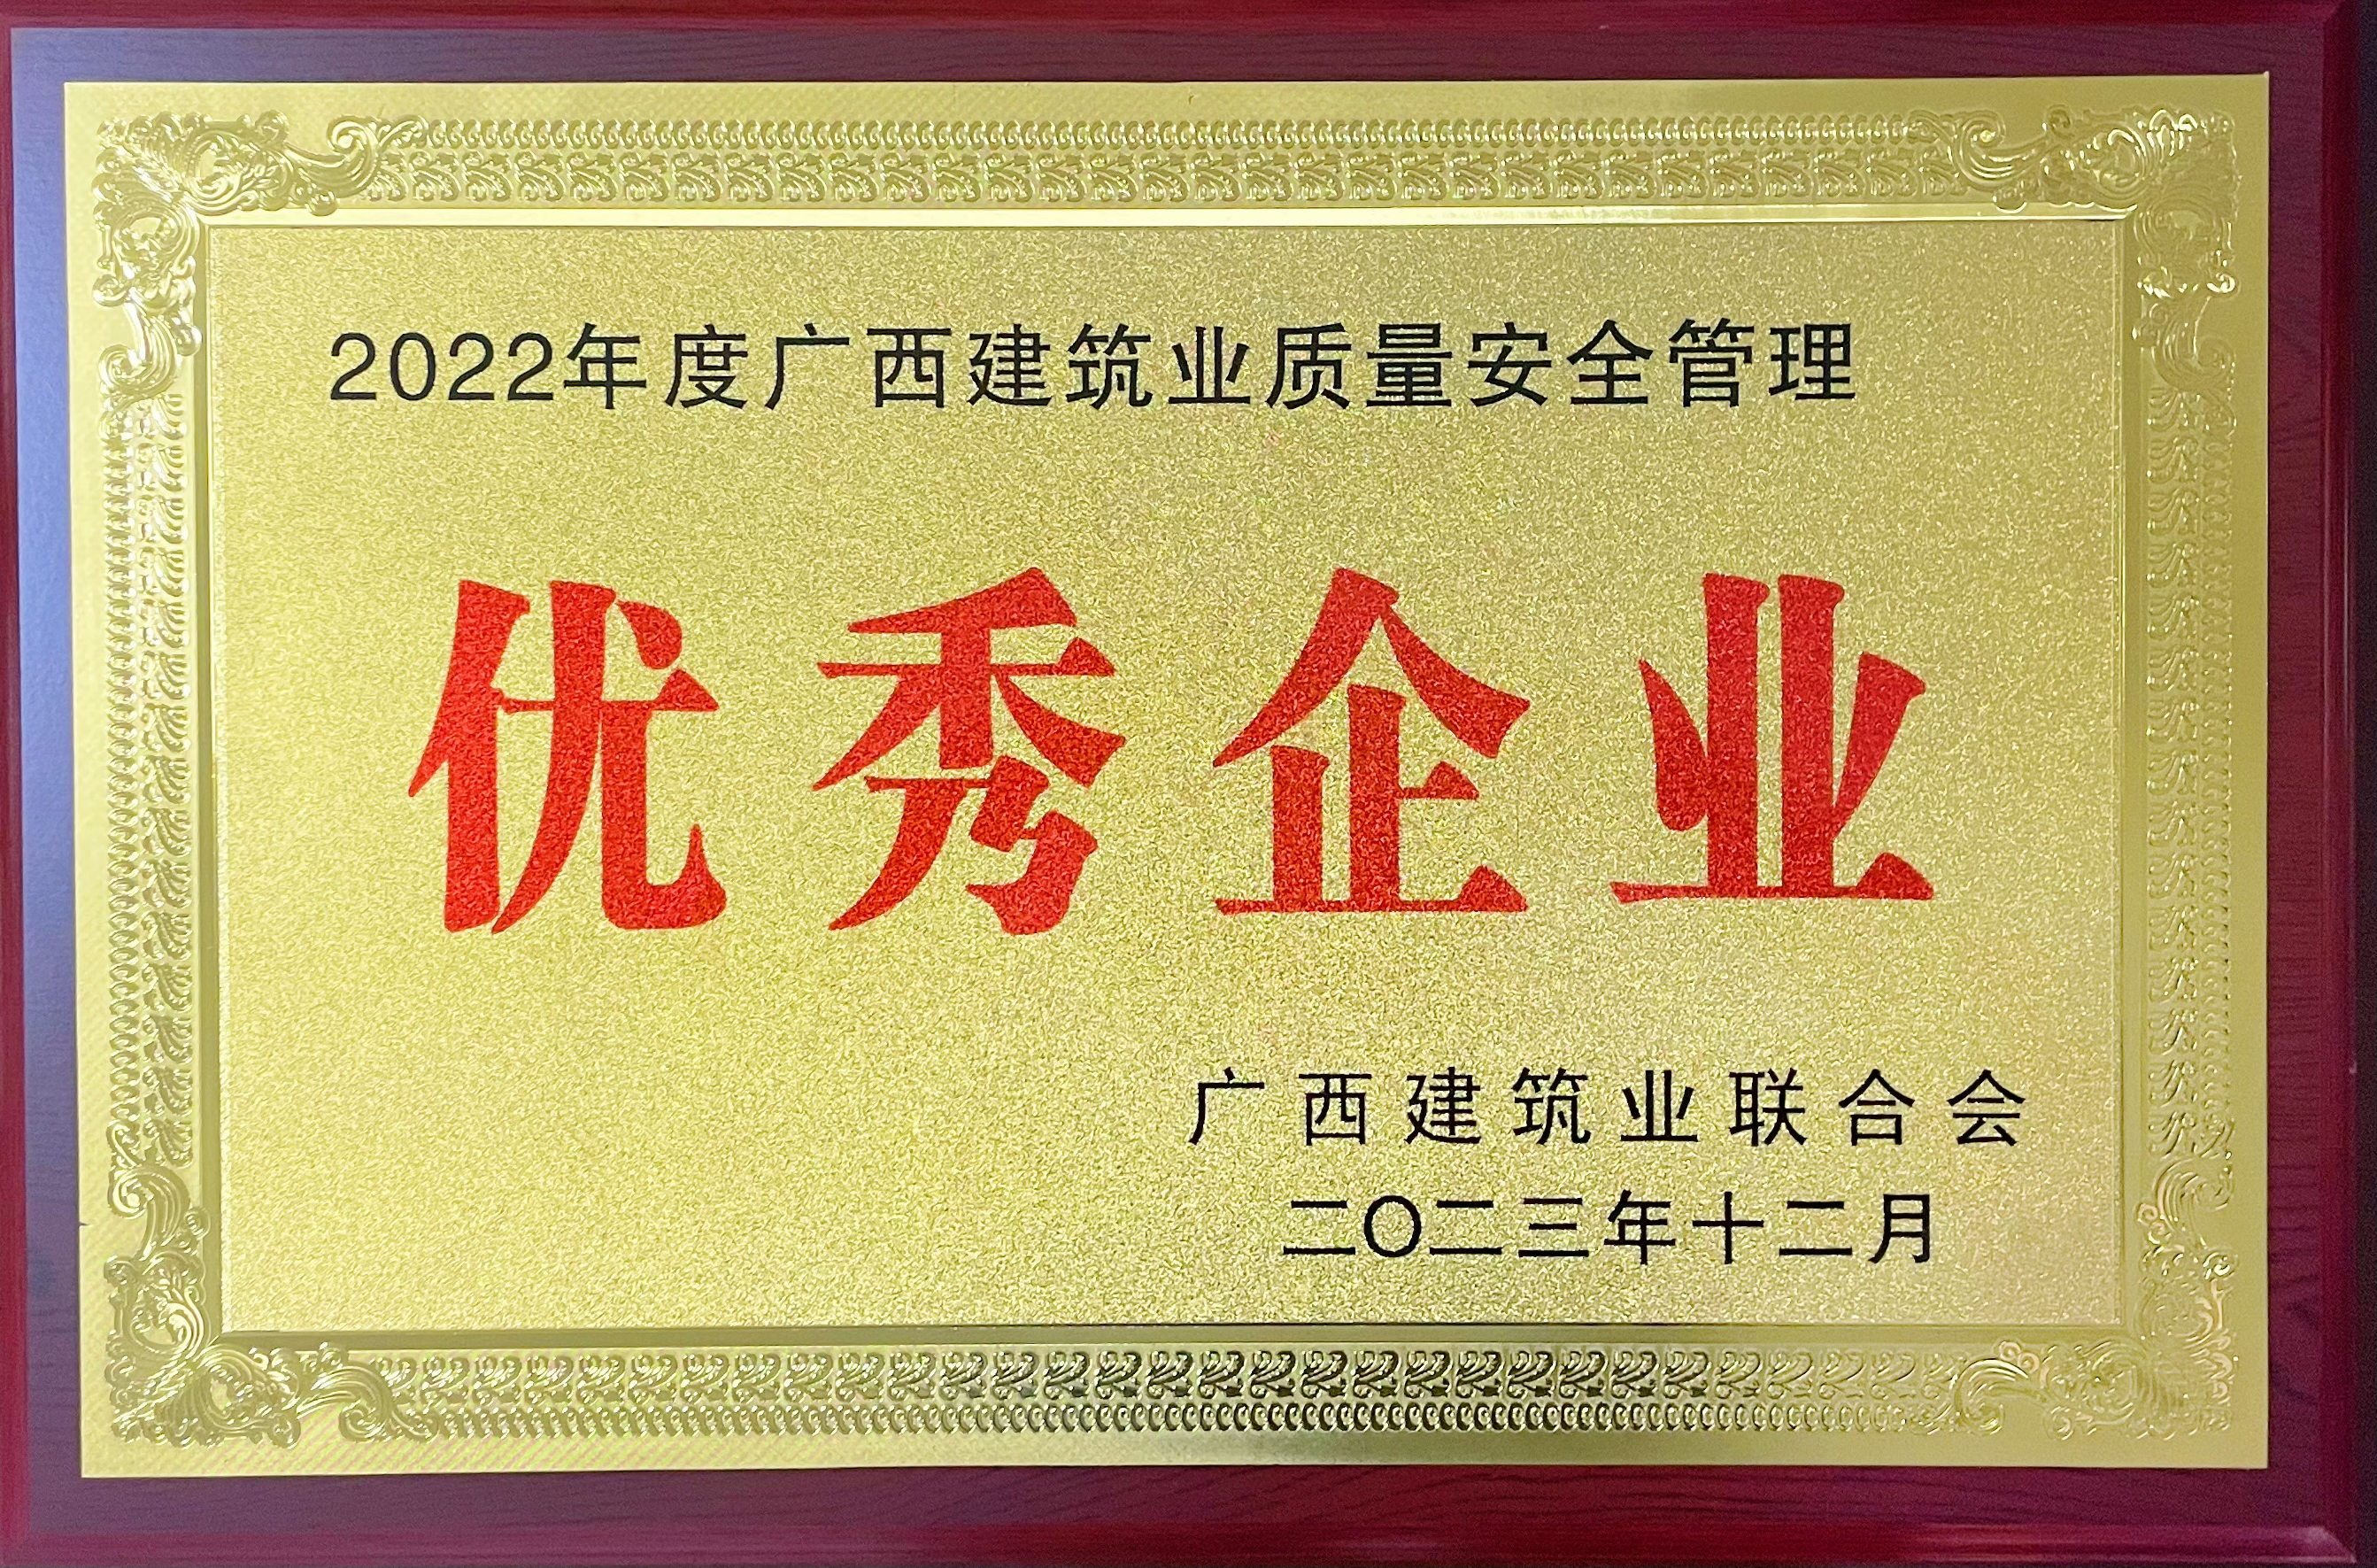 2022年度广西建筑业质量安全管理
优秀企业
广西建筑业联合会
二〇二三年十二月